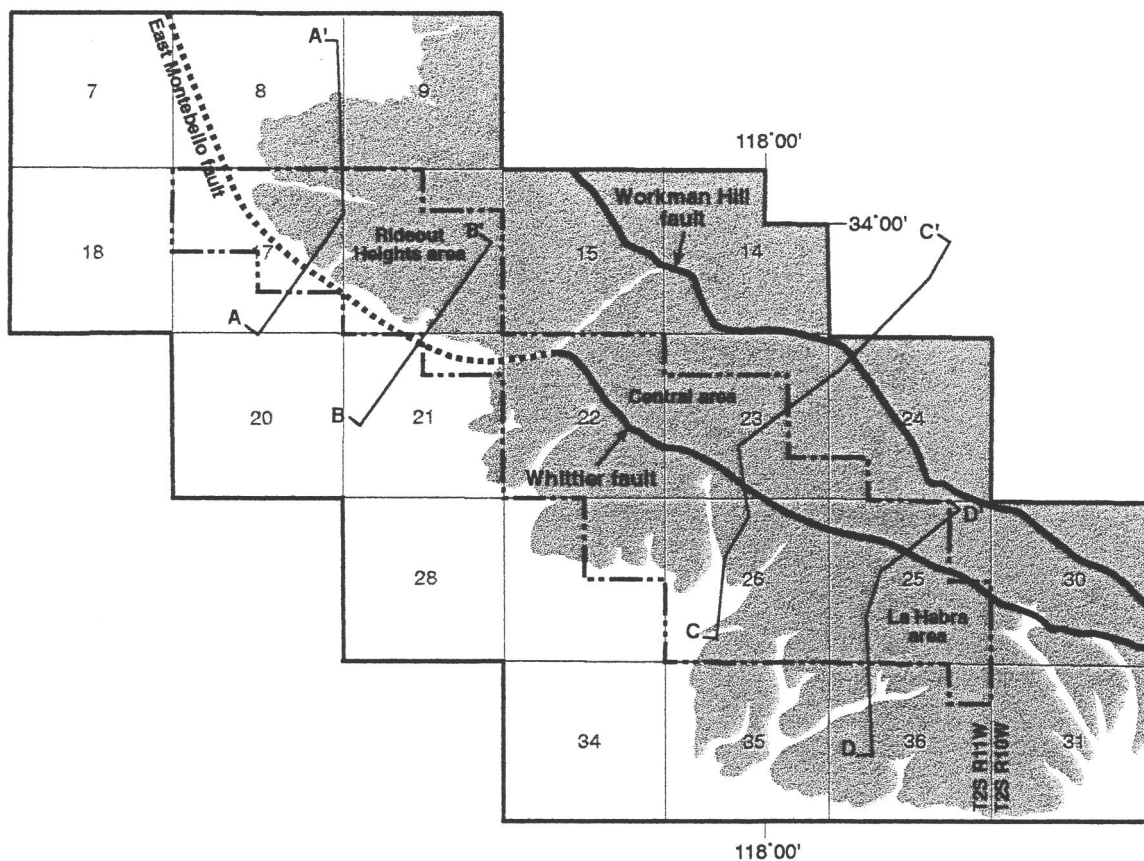 A'
7
8
9
East Montebello fault
118°00'
Workman Hill
fault
34°00'
C'
18
17
Rideout
Heights area
B'
15
14
A
20
21
B
22
Central area
23
24
Whittier fault
D'
28
26
25
30
C
La Habra
area
34
35
D
36
31
T2S R11W
T2S R10W
118°00'